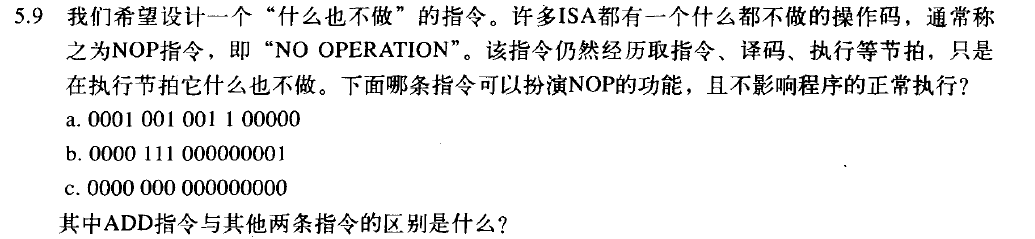 5.9 我们希望设计一个“什么也不做”的指令。许多ISA都有一个什么都不做的操作码，通常称
之为NOP指令，即“NO OPERATION”。该指令仍然经历取指令、译码、执行等节拍，只是
在执行节拍它什么也不做。下面哪条指令可以扮演NOP的功能，且不影响程序的正常执行？
a. 0001 001 001 1 00000
b. 0000 111 000000001
c. 0000 000 000000000
其中ADD指令与其他两条指令的区别是什么？